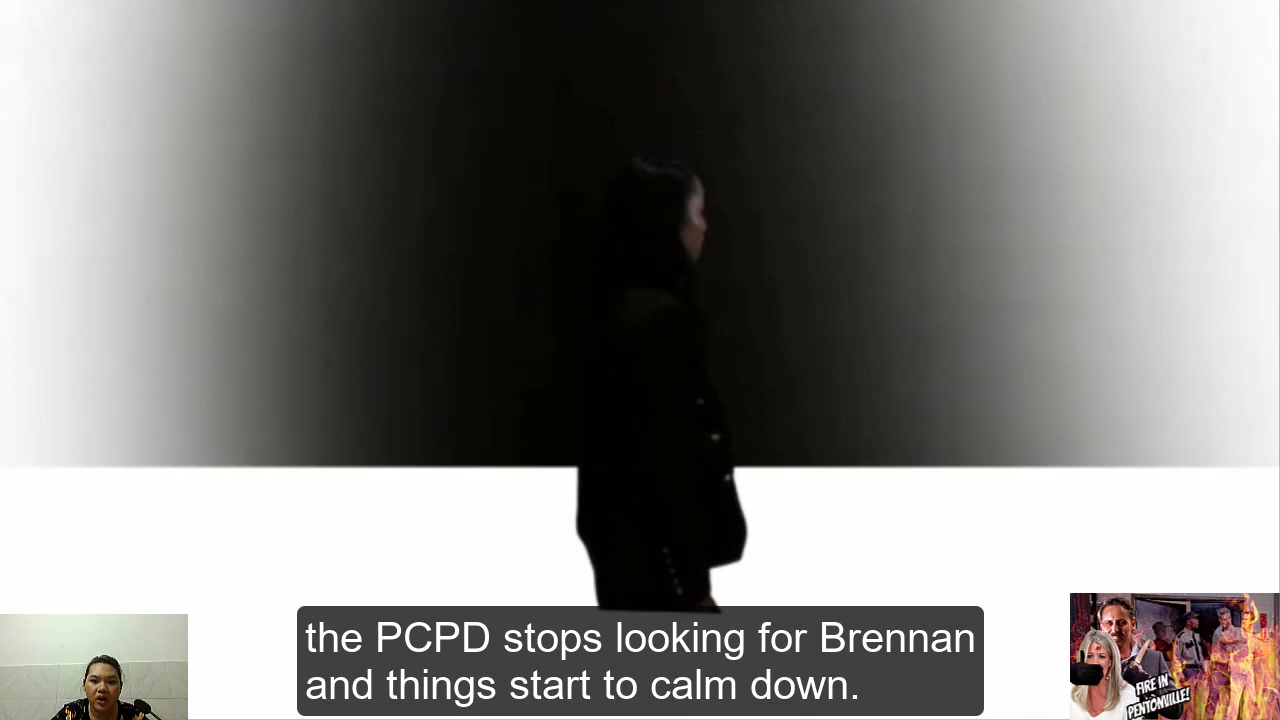 the PCPD stops looking for Brennan
and things start to calm down.
FIRE IN
PENTONVILLE!